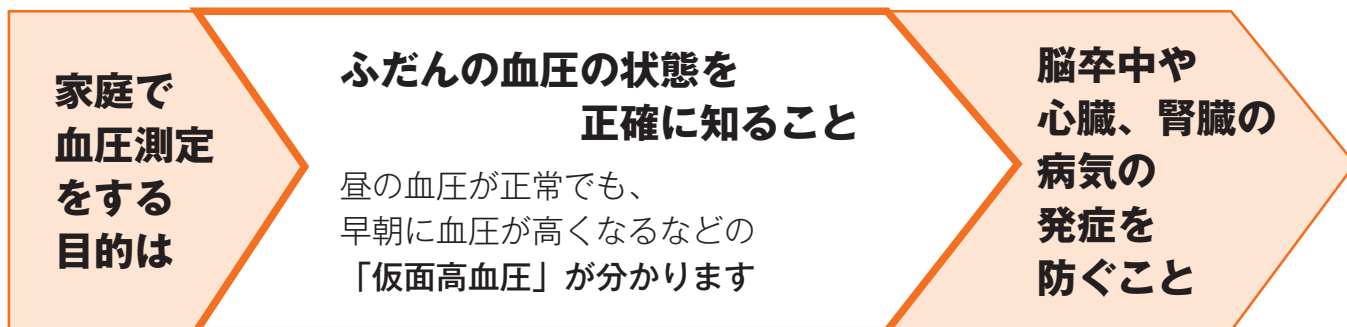 家庭で
血圧測定
をする
目的は
ふだんの血圧の状態を
正確に知ること
昼の血圧が正常でも、
早朝に血圧が高くなるなどの
「仮面高血圧」が分かります
脳卒中や
心臓、腎臓の
病気の
発症を
防ぐこと